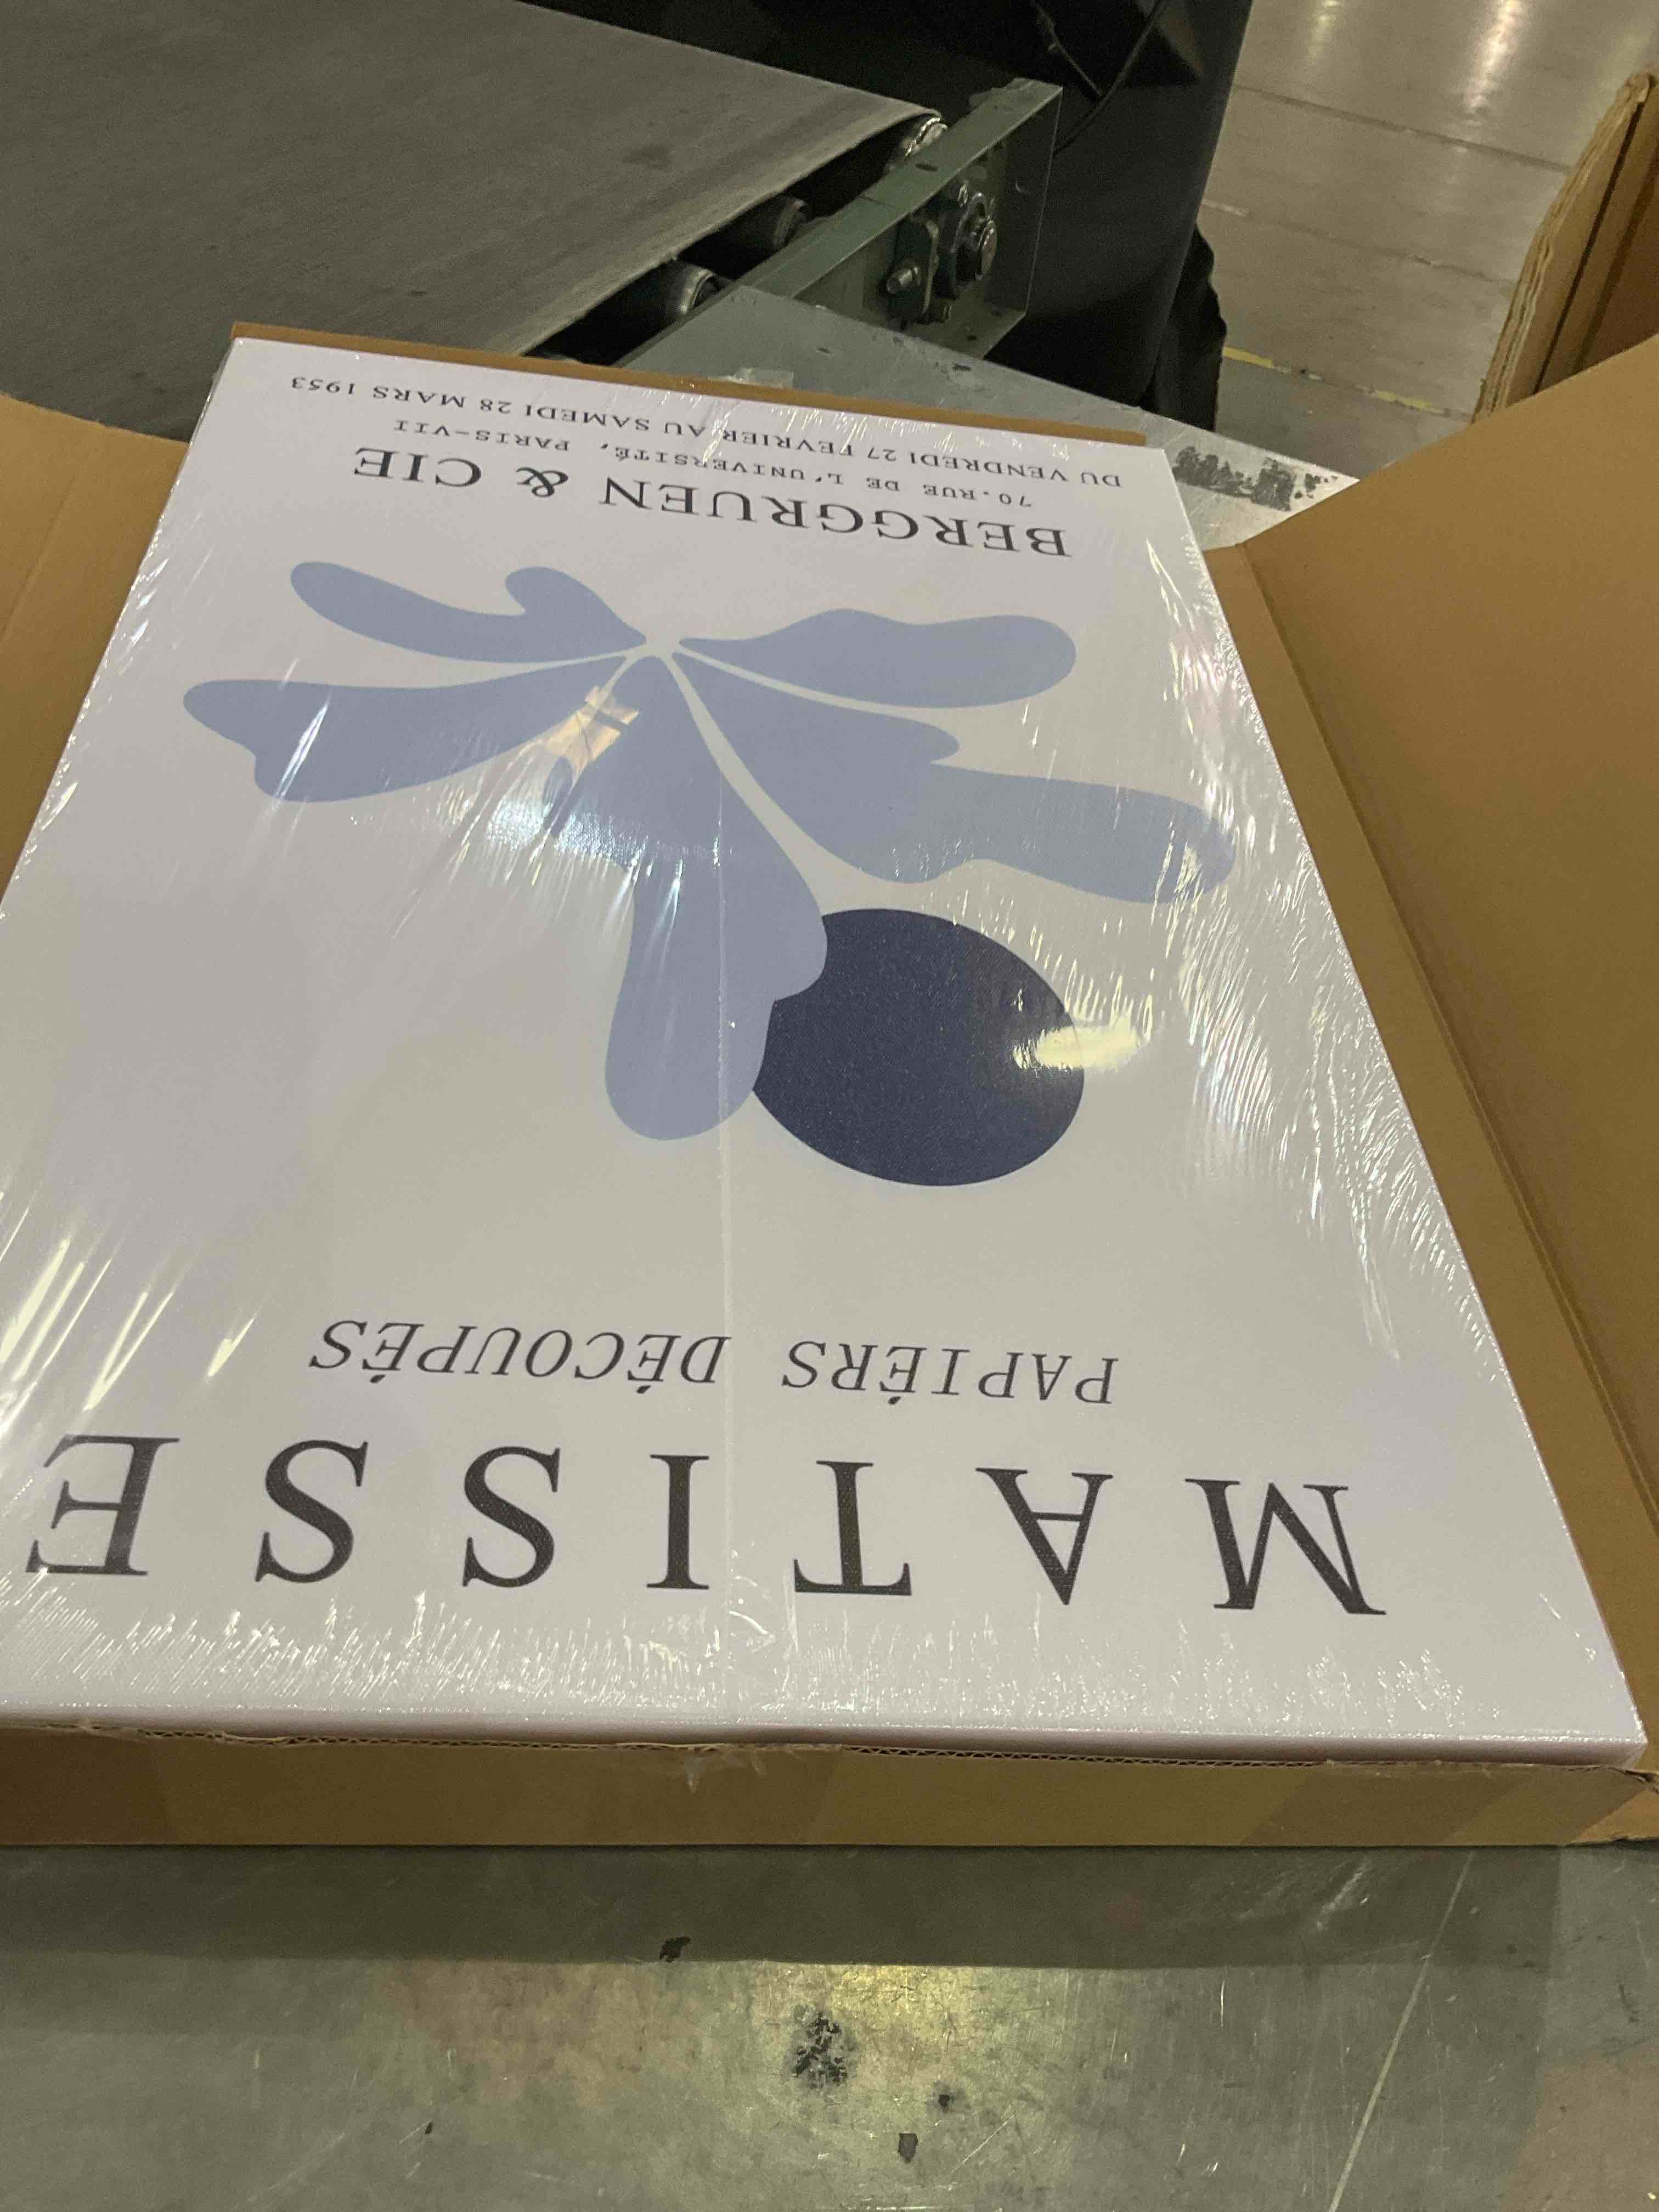 MATISSE
PAPIÉRS DÉCOUPÉS
BERGGRUEN & CIE
70.RUE DE L'UNIVERSITÉ, PARIS-VII
DU VENDREDI 27 FEVRIER AU SAMEDI 28 MARS 1953